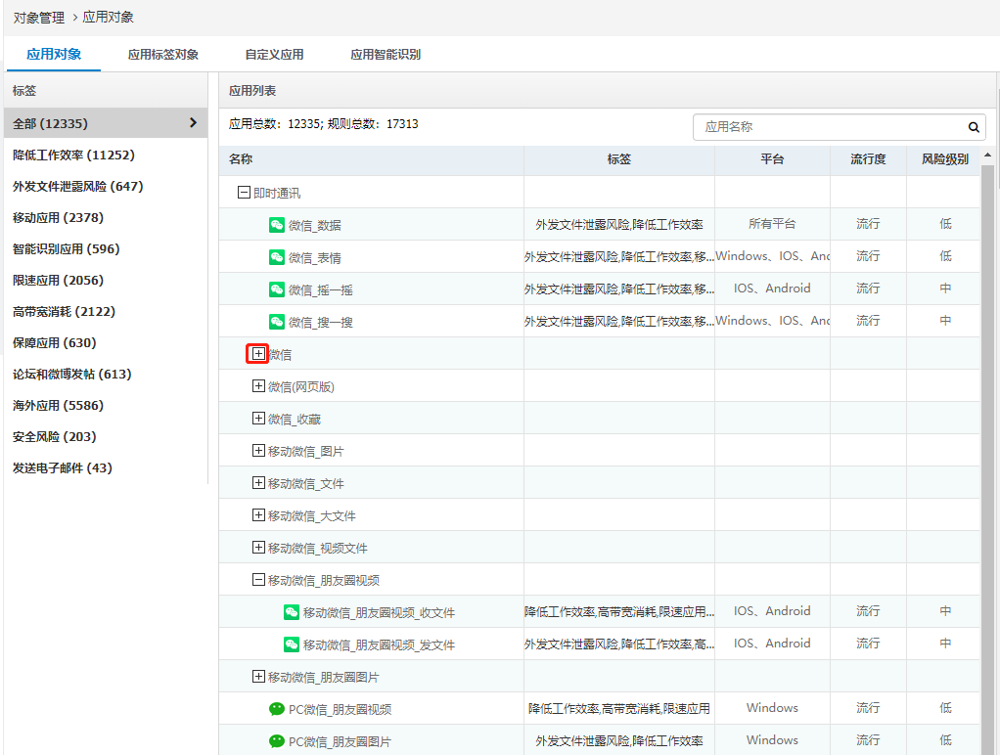 对象管理 > 应用对象
应用对象 应用标签对象 自定义应用 应用智能识别
标签
全部 (12335)
降低工作效率 (11252)
外发文件泄露风险 (647)
移动应用 (2378)
智能识别应用 (596)
限速应用 (2056)
高带宽消耗 (2122)
保障应用 (630)
论坛和微博发帖 (613)
海外应用 (5586)
安全风险 (203)
发送电子邮件 (43)
应用列表
应用总数：12335; 规则总数：17313
应用名称
名称 标签 平台 流行度 风险级别
即时通讯
微信_数据 外发文件泄露风险,降低工作效率 所有平台 流行 低
微信_表情 外发文件泄露风险,降低工作效率,移... Windows、IOS、Anc 流行 低
微信_摇一摇 外发文件泄露风险,降低工作效率,移... IOS、Android 流行 中
微信_搜一搜 外发文件泄露风险,降低工作效率,移... Windows、IOS、Anc 流行 中
微信
微信(网页版)
微信_收藏
移动微信_图片
移动微信_文件
移动微信_大文件
移动微信_视频文件
移动微信_朋友圈视频
移动微信_朋友圈视频_收文件 降低工作效率,高带宽消耗,限速应用... IOS、Android 流行 中
移动微信_朋友圈视频_发文件 外发文件泄露风险,降低工作效率,高... IOS、Android 流行 中
移动微信_朋友圈图片
PC微信_朋友圈视频 降低工作效率,高带宽消耗,限速应用 Windows 流行 低
PC微信_朋友圈图片 外发文件泄露风险,降低工作效率 Windows 流行 低